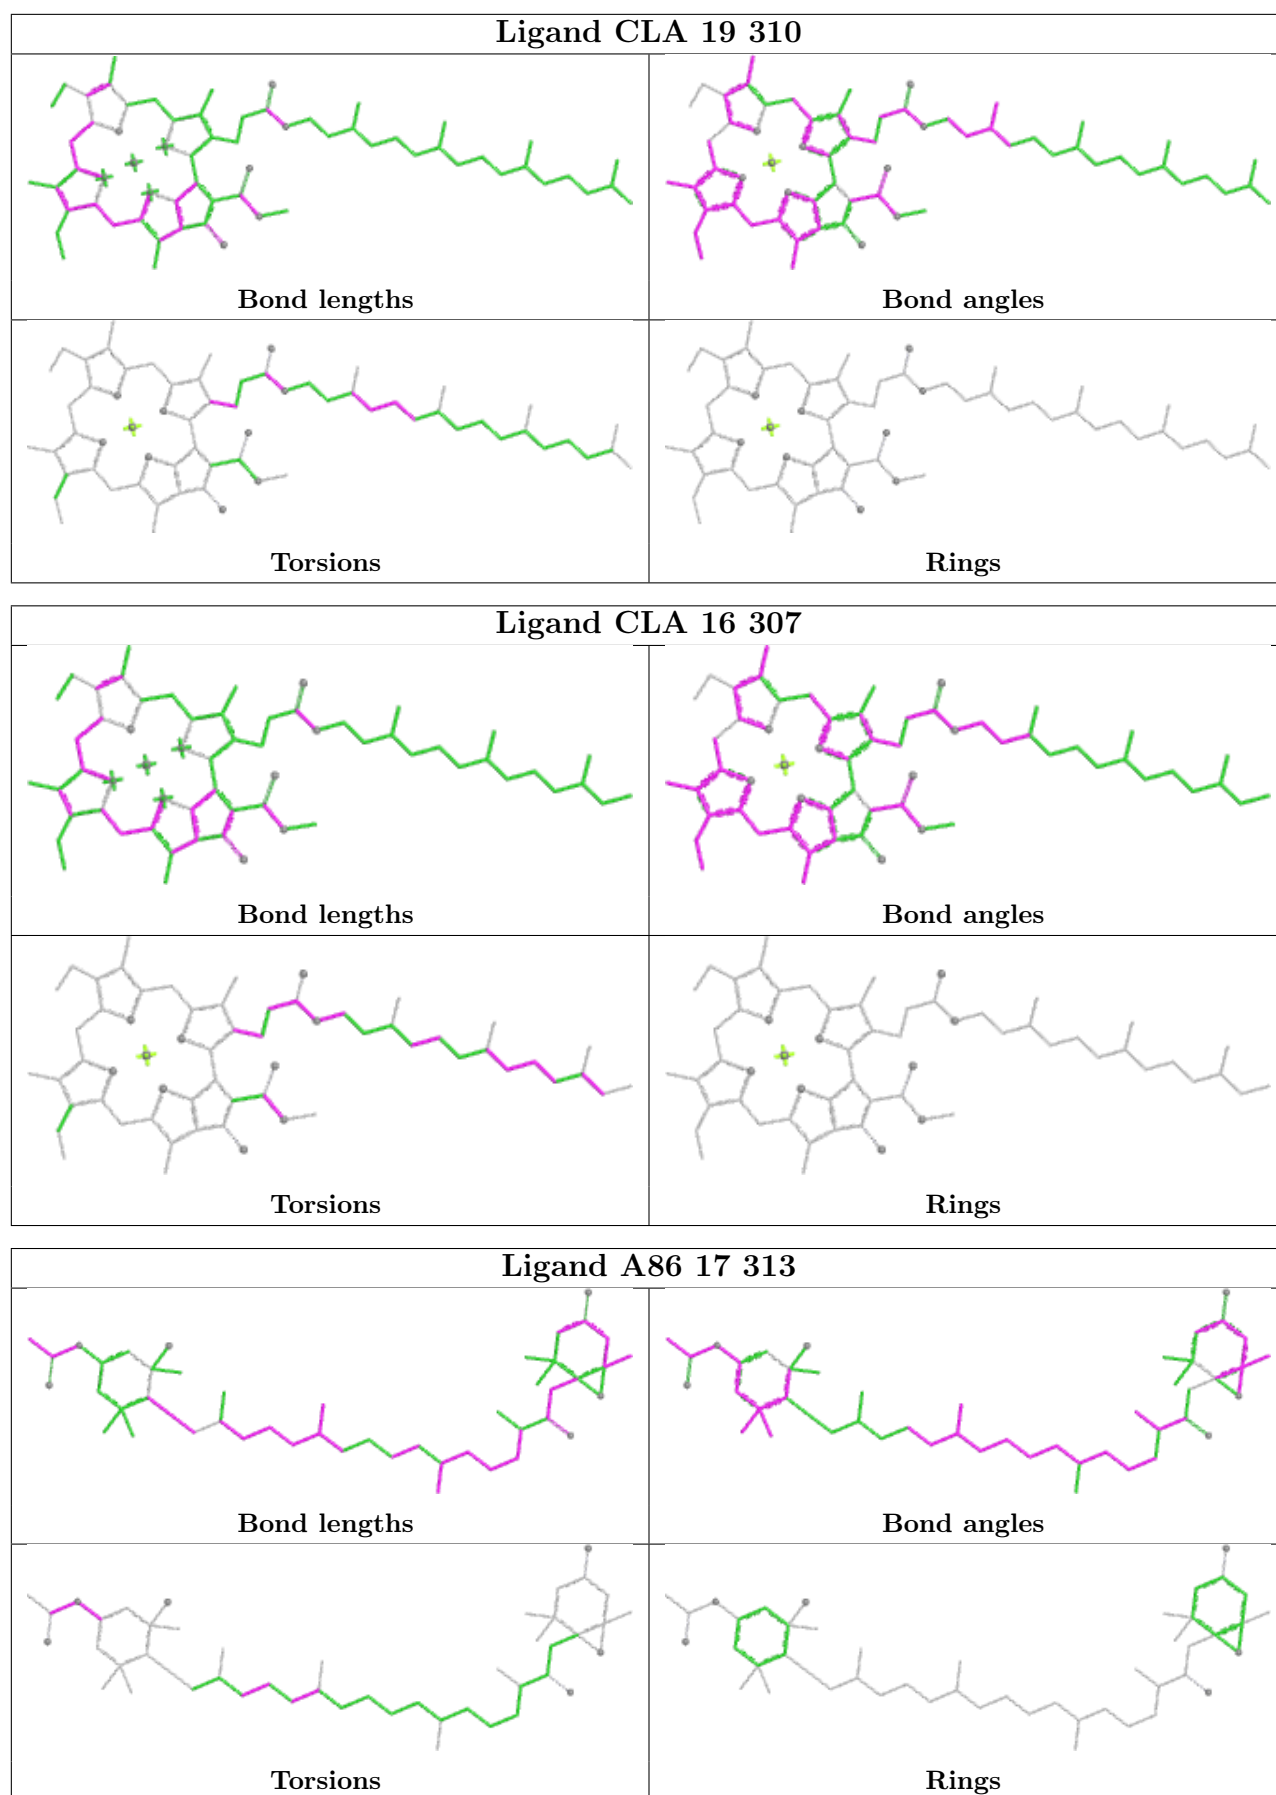 Ligand CLA 19 310
Bond lengths
Bond angles
Torsions
Rings
Ligand CLA 16 307
Bond lengths
Bond angles
Torsions
Rings
Ligand A86 17 313
Bond lengths
Bond angles
Torsions
Rings